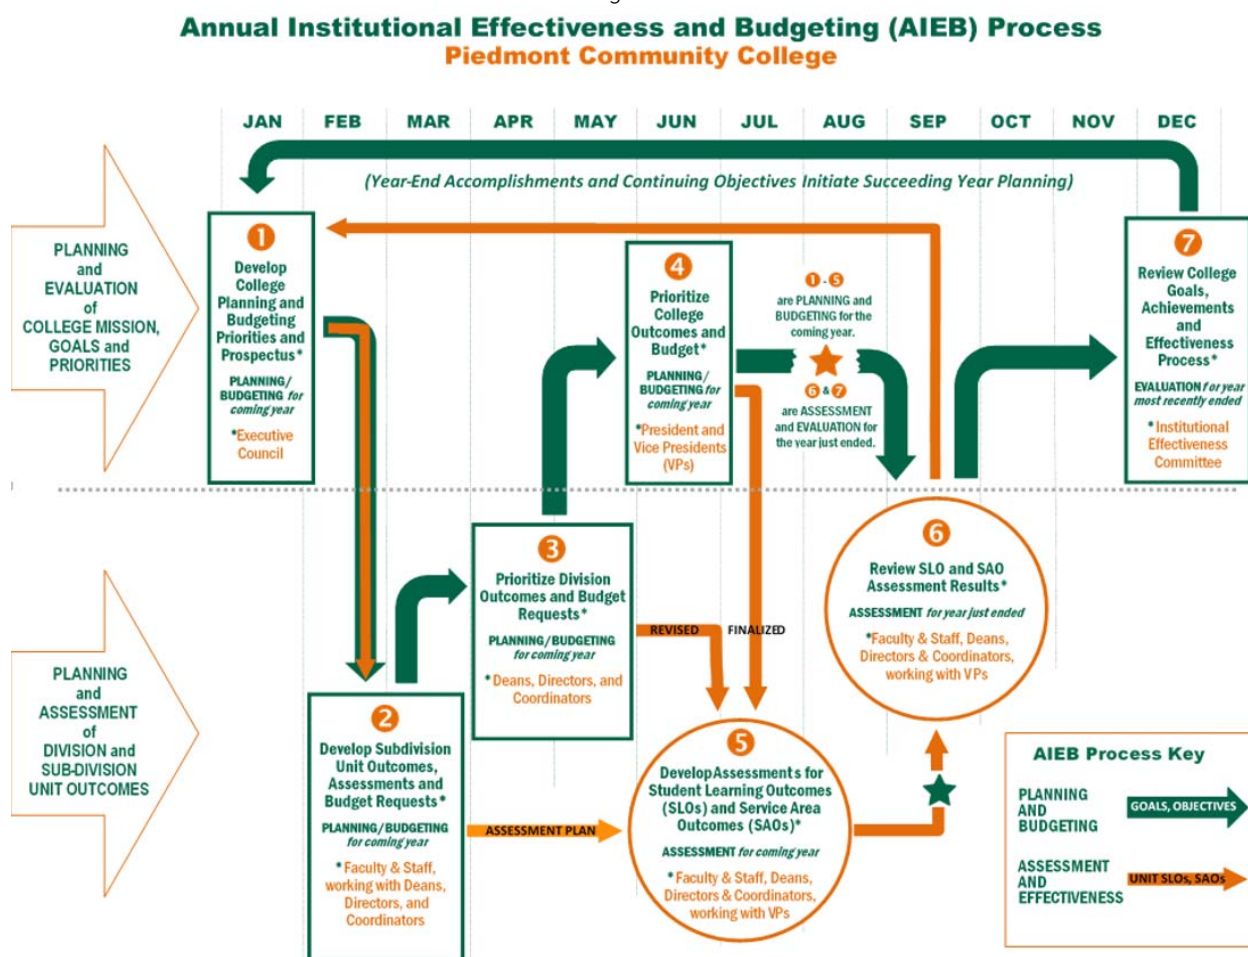 Annual Institutional Effectiveness and Budgeting (AIEB) Process
Piedmont Community College
JAN FEB MAR APR MAY JUN JUL AUG SEP OCT NOV DEC
(Year-End Accomplishments and Continuing Objectives Initiate Succeeding Year Planning)
PLANNING
and
EVALUATION
of
COLLEGE MISSION,
GOALS and
PRIORITIES
1
Develop
College
Planning and
Budgeting
Priorities and
Prospectus*
PLANNING/
BUDGETING for
coming year
*Executive
Council
4
Prioritize
College
Outcomes and
Budget*
PLANNING/
BUDGETING for
coming year
*President and
Vice Presidents
(VPs)
1 - 5
are PLANNING and
BUDGETING for the
coming year.
6 & 7
are ASSESSMENT
and EVALUATION for
the year just ended.
7
Review College
Goals,
Achievements
and
Effectiveness
Process*
EVALUATION for year
most recently ended
* Institutional
Effectiveness
Committee
PLANNING
and
ASSESSMENT
of
DIVISION and
SUB-DIVISION
UNIT OUTCOMES
2
Develop Subdivision
Unit Outcomes,
Assessments and
Budget Requests*
PLANNING/BUDGETING
for coming year
* Faculty & Staff,
working with Deans,
Directors, and
Coordinators
3
Prioritize Division
Outcomes and Budget
Requests*
PLANNING/BUDGETING
for coming year
* Deans, Directors, and
Coordinators
REVISED
FINALIZED
ASSESSMENT PLAN
5
Develop Assessments for
Student Learning Outcomes
(SLOs) and Service Area
Outcomes (SAOs)*
ASSESSMENT for coming year
* Faculty & Staff, Deans,
Directors & Coordinators,
working with VPs
6
Review SLO and SAO
Assessment Results*
ASSESSMENT for year just ended
*Faculty & Staff, Deans,
Directors & Coordinators,
working with VPs
AIEB Process Key
PLANNING
AND
BUDGETING
GOALS, OBJECTIVES
ASSESSMENT
AND
EFFECTIVENESS
UNIT SLOs, SAOs